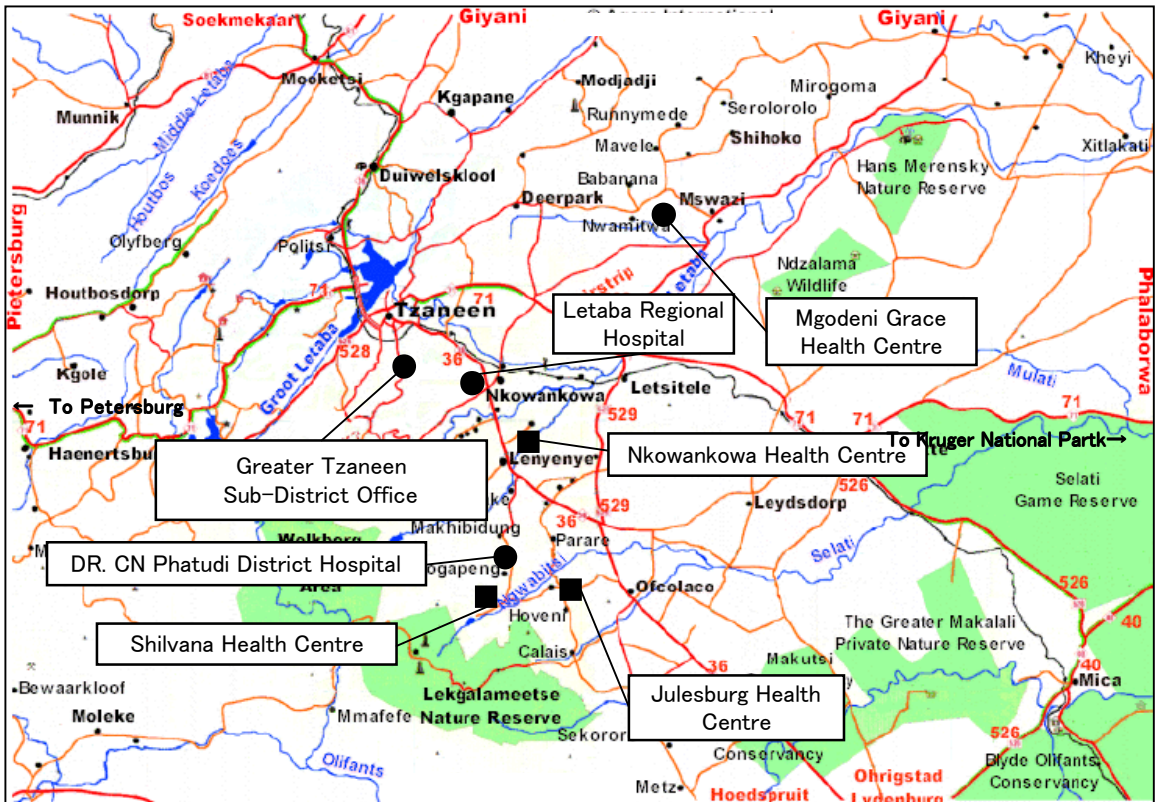 Soekmekaar
Giyani
Giyani
Kheyi
Mooketsi
Modjadji
Mirogoma
Munnik
Middle Letaba
Kgapane
Runnymede
Serolorolo
Shihoko
Xitlakati
Koedoes
Houtbos
Duiwelskloof
Mavele
Hans Merensky
Nature Reserve
Babanana
Deerpark
Mswazi
Nwamitwa
Olyfberg
Politsi
Letaba
Ndzalama
Wildlife
Pietersburg
Phalaborwa
Houtbosdorp
71
71
Tzaneen
Letaba Regional
Hospital
Mgodeni Grace
Health Centre
528
36
Groot Letaba
Kgole
Letsitele
Mulati
Nkowankowa
← To Petersburg
71
71
529
71
71
71
To Kruger National Partk→
Greater Tzaneen
Sub-District Office
Nkowankowa Health Centre
Lenyenye
Selati
Game Reserve
526
Leydsdorp
529
36
Makhibidung
Parare
Selati
Wolkberg
Area
DR. CN Phatudi District Hospital
Ngwabitsi
Ofcolaco
526
Hoveni
Shilvana Health Centre
The Greater Makalali
Private Nature Reserve
40
Calais
36
Makutsi
40
Mica
Bewaarkloof
Lekgalameetse
Nature Reserve
Julesburg Health
Centre
Moleke
Mmafefe
526
Conservancy
Blyde Olifants
Conservancy
Olifants
Metz
Ohrigstad
Lydenburg
Hoedspruit